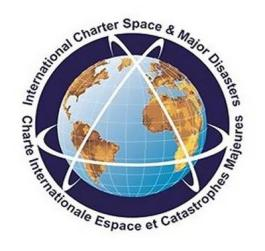 International Charter Space & Major Disasters
Charte Internationale Espace et Catastrophes Majeures